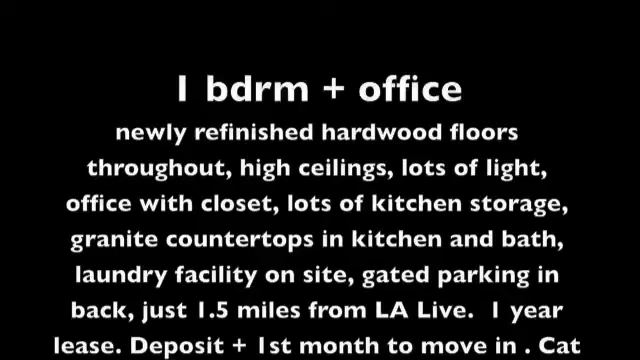 1 bdrm + office
newly refinished hardwood floors
throughout, high ceilings, lots of light,
office with closet, lots of kitchen storage,
granite countertops in kitchen and bath,
laundry facility on site, gated parking in
back, just 1.5 miles from LA Live.  1 year
lease. Deposit + 1st month to move in . Cat